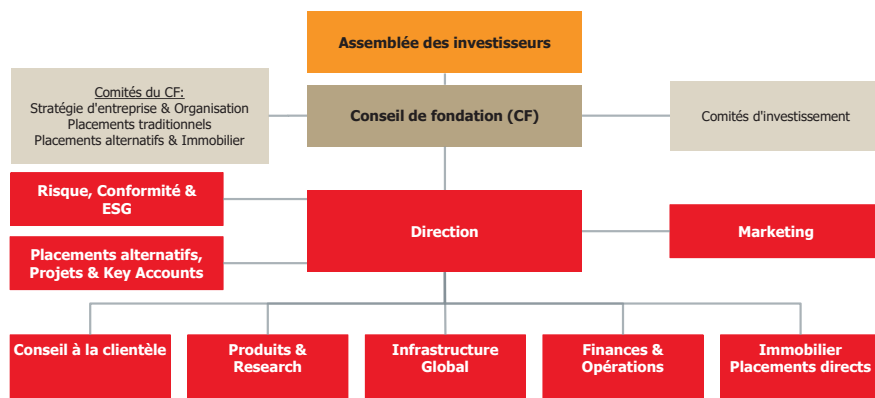 Assemblée des investisseurs
Comités du CF:
Stratégie d'entreprise & Organisation
Placements traditionnels
Placements alternatifs & Immobilier
Conseil de fondation (CF)
Comités d'investissement
Risque, Conformité &
ESG
Direction
Marketing
Placements alternatifs,
Projets & Key Accounts
Conseil à la clientèle
Produits &
Research
Infrastructure
Global
Finances &
Opérations
Immobilier
Placements directs